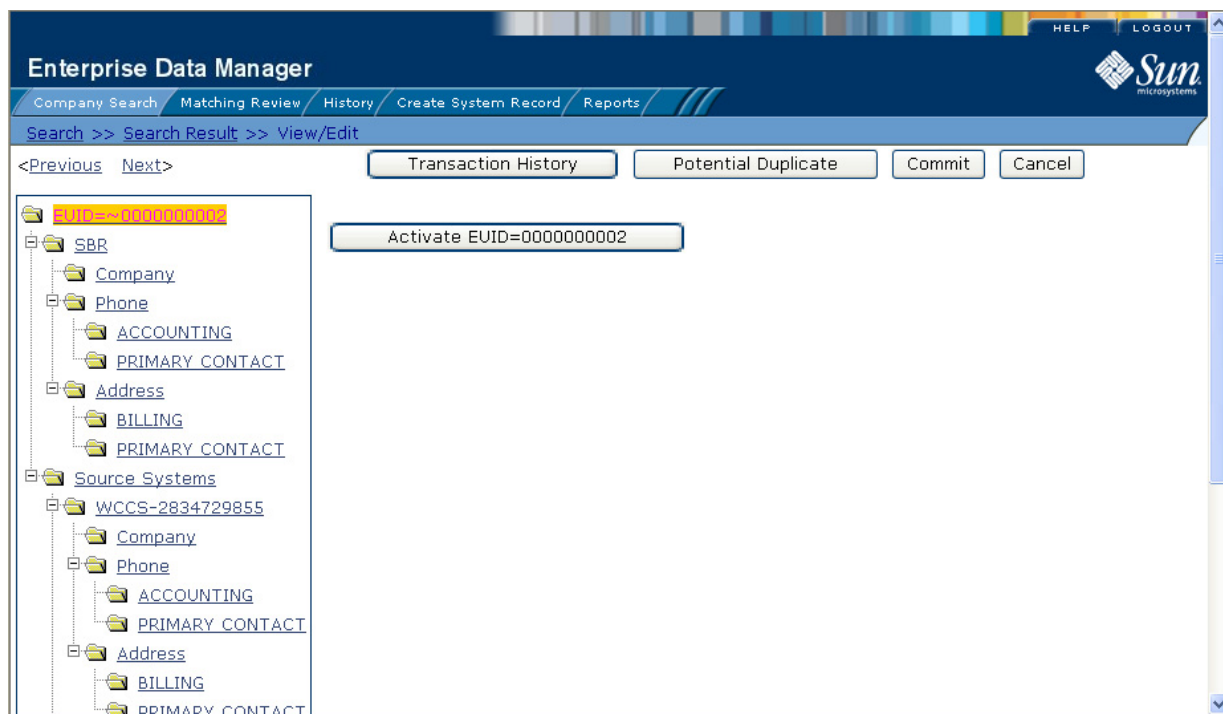 HELP LOGOUT
Enterprise Data Manager
Sun
microsystems
Company Search Matching Review History Create System Record Reports
Search >> Search Result >> View/Edit
<Previous Next> Transaction History Potential Duplicate Commit Cancel
EUID=~0000000002
Activate EUID=0000000002
SBR
Company
Phone
ACCOUNTING
PRIMARY CONTACT
Address
BILLING
PRIMARY CONTACT
Source Systems
WCCS-2834729855
Company
Phone
ACCOUNTING
PRIMARY CONTACT
Address
BILLING
PRIMARY CONTACT